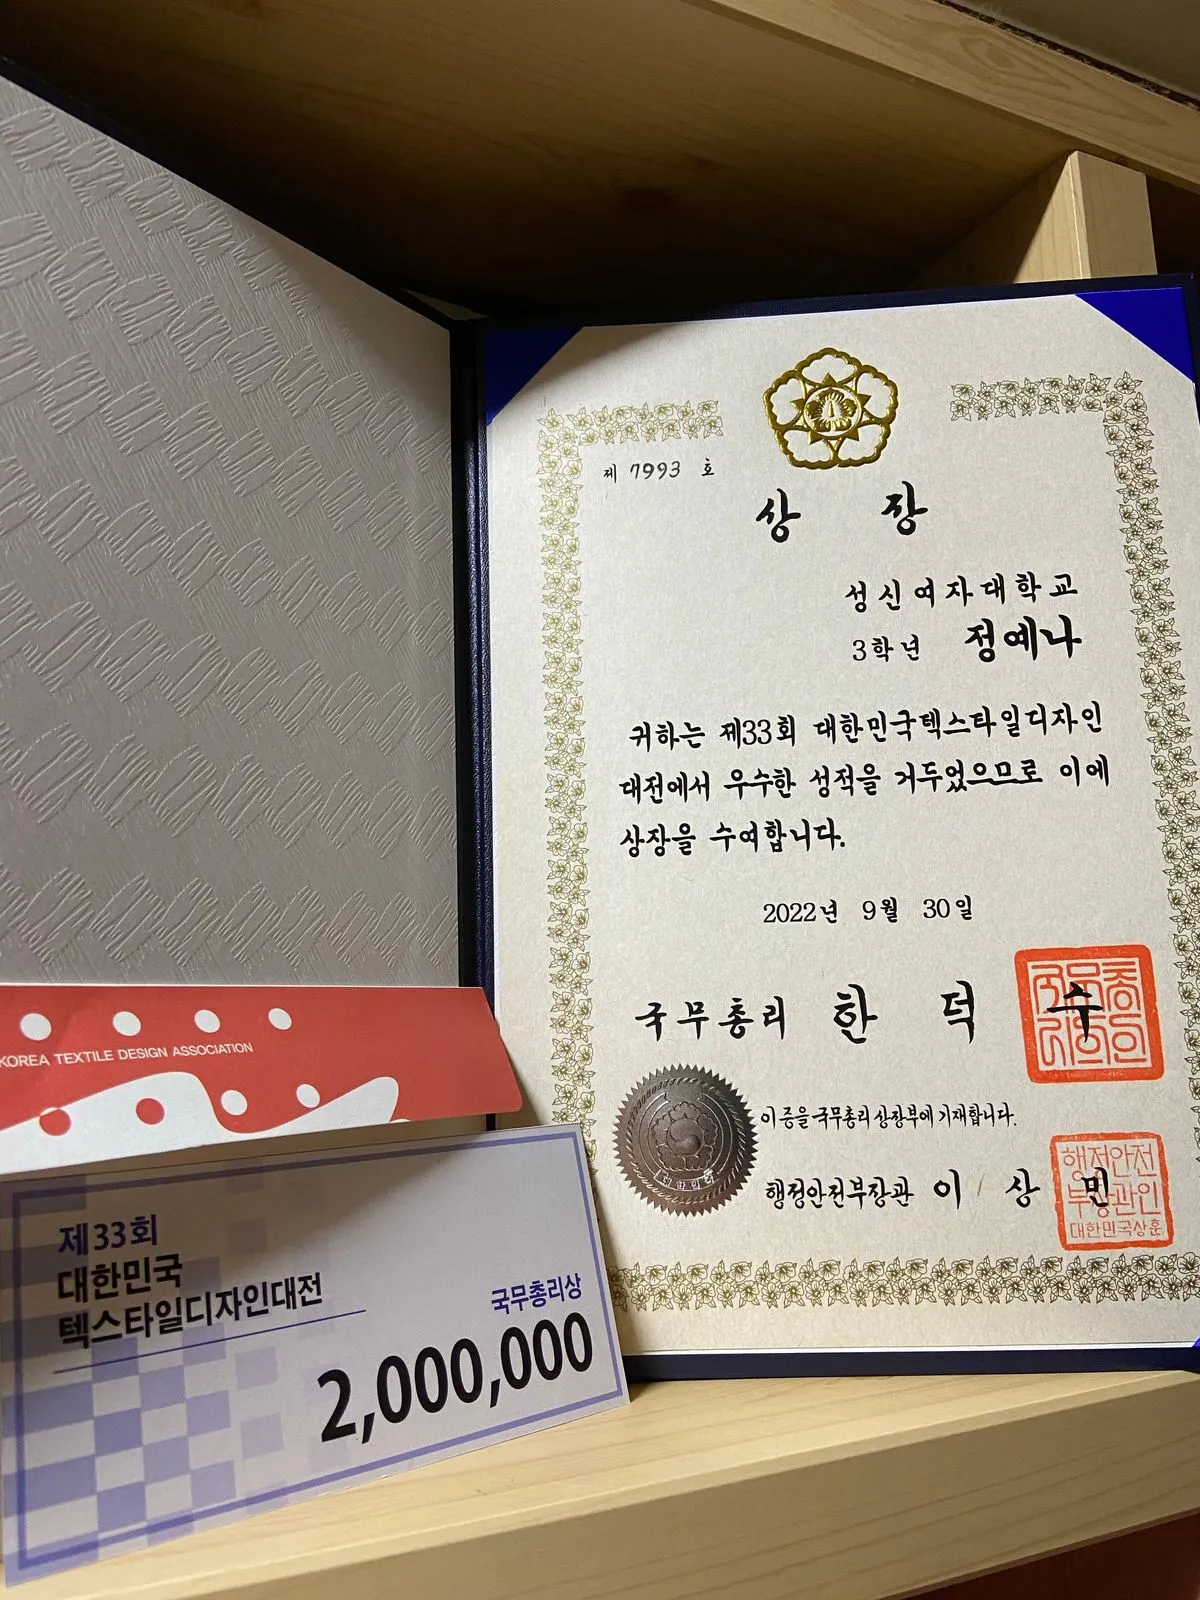 제 7993 호
상 장
성신여자대학교
3학년 정예나
귀하는 제33회 대한민국텍스타일디자인
대전에서 우수한 성적을 거두었으므로 이에
상장을 수여합니다.
2022년 9월 30일
국무총리 한 덕 수
이 증을 국무총리 상장부에 기재합니다.
행정안전부장관 이 상 민
행정안전
부장관인
대한민국상훈
KOREA TEXTILE DESIGN ASSOCIATION
제33회
대한민국
텍스타일디자인대전
국무총리상
2,000,000